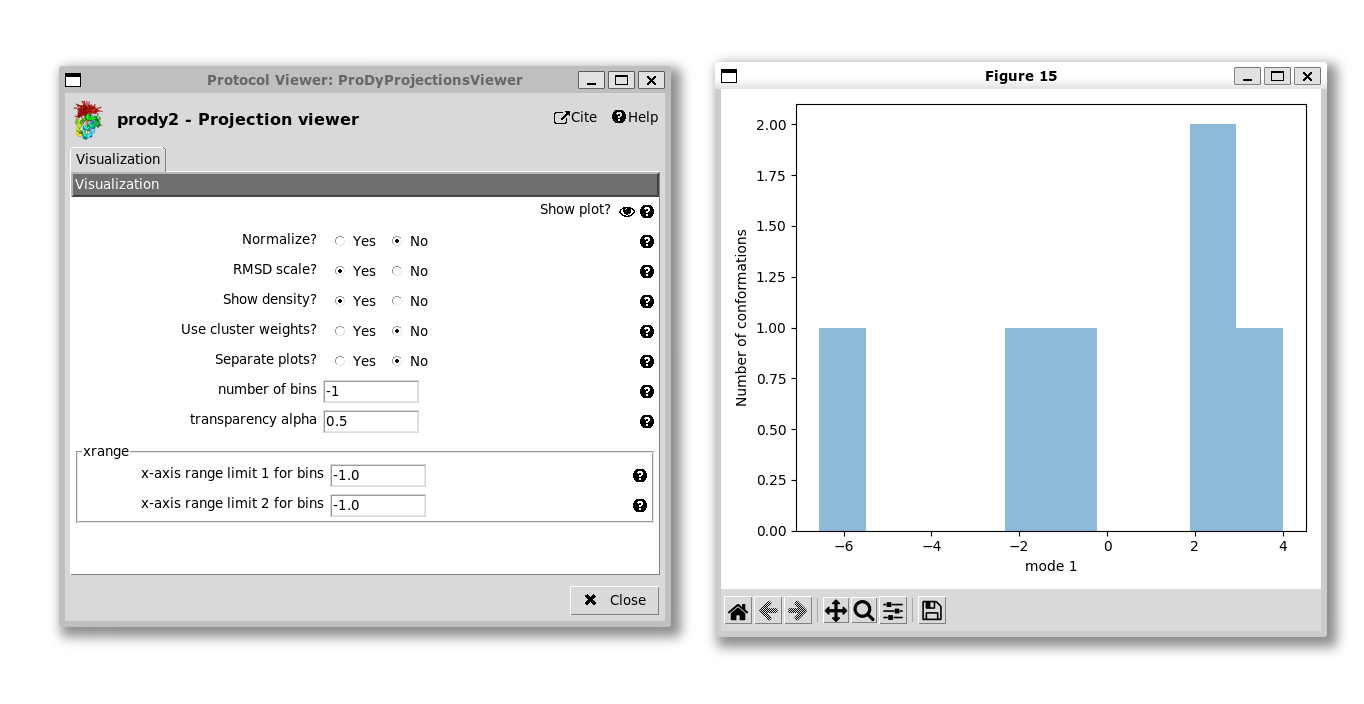 Protocol Viewer: ProDyProjectionsViewer
prody2 - Projection viewer
Cite
Help
Visualization
Visualization
Show plot?
Normalize? Yes No
RMSD scale? Yes No
Show density? Yes No
Use cluster weights? Yes No
Separate plots? Yes No
number of bins -1
transparency alpha 0.5
xrange
x-axis range limit 1 for bins -1.0
x-axis range limit 2 for bins -1.0
Close
Figure 15
2.00
1.75
1.50
1.25
1.00
0.75
0.50
0.25
0.00
Number of conformations
−6 −4 −2 0 2 4
mode 1